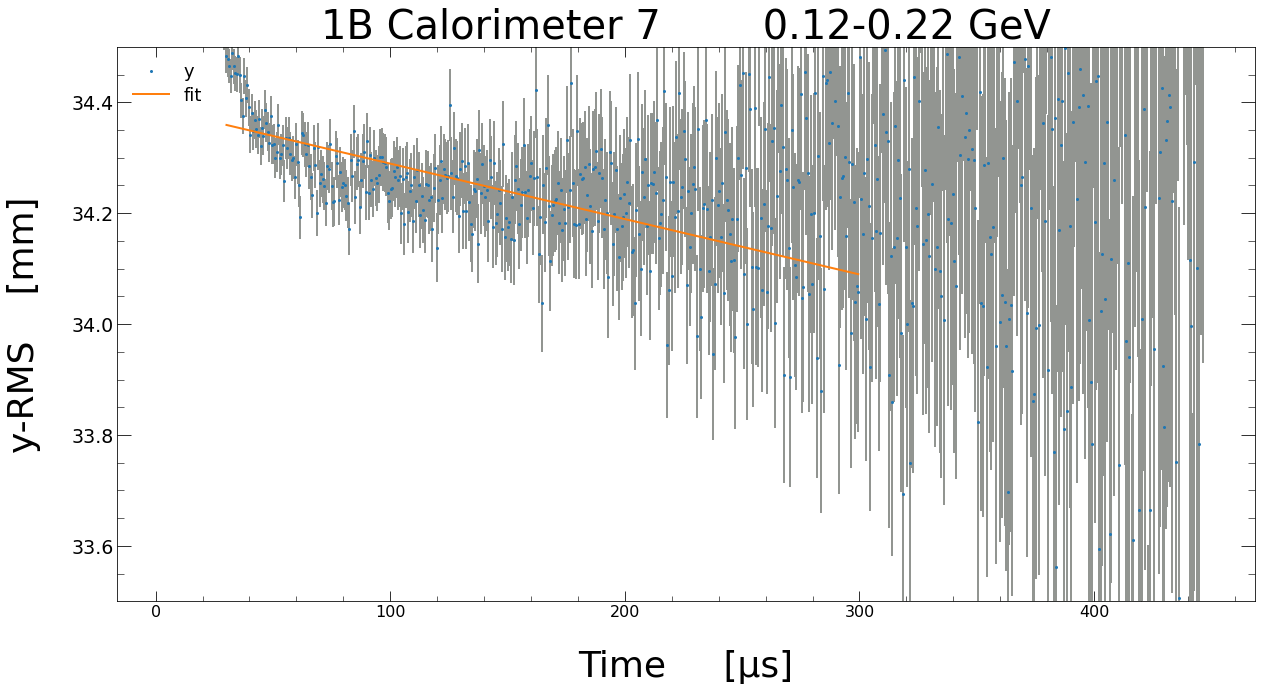 1B Calorimeter 7 0.12-0.22 GeV
y
fit
y-RMS [mm]
34.4
34.2
34.0
33.8
33.6
0 100 200 300 400
Time [μs]